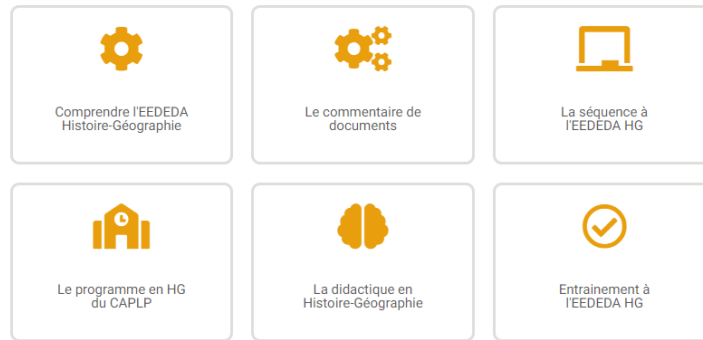 Comprendre l'EEDEDA
Histoire-Géographie
Le commentaire de
documents
La séquence à
l'EEDEDA HG
Le programme en HG
du CAPLP
La didactique en
Histoire-Géographie
Entrainement à
l'EEDEDA HG